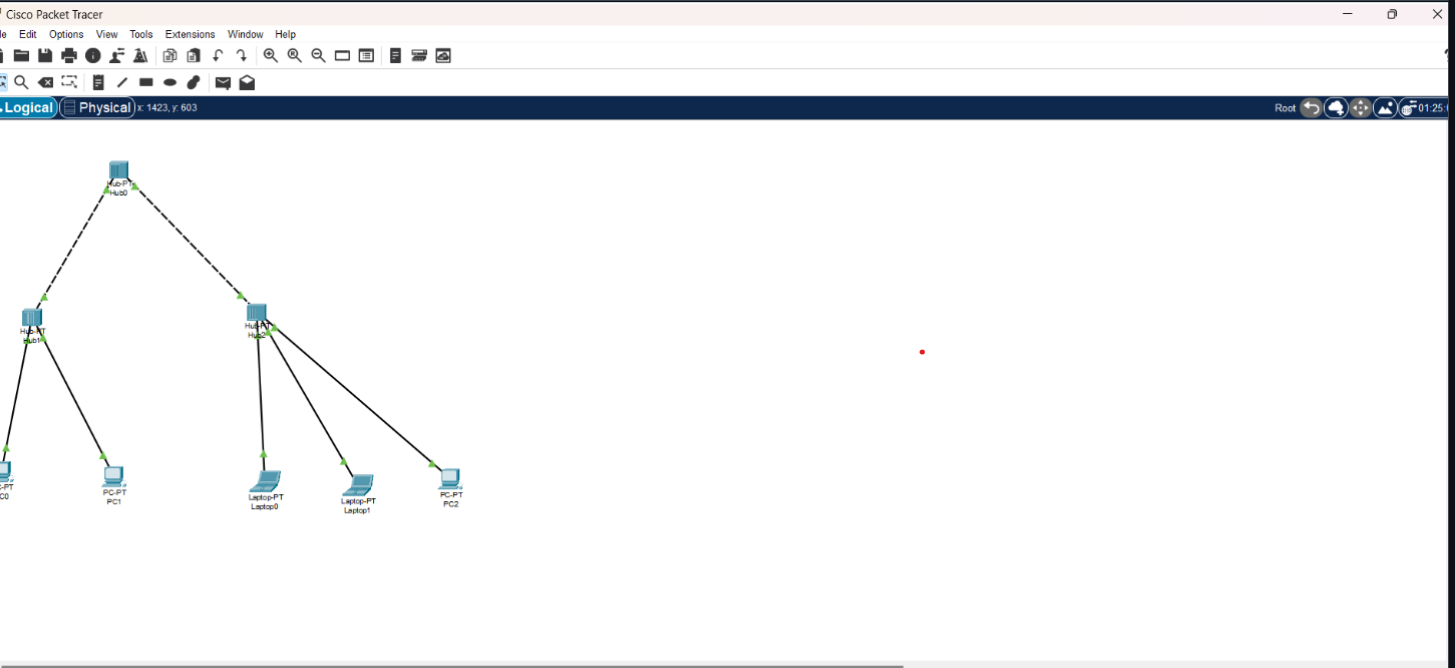 Cisco Packet Tracer
le Edit Options View Tools Extensions Window Help
Logical Physical x: 1423, y: 603 Root 01:25:
Hub-PT
Hub0
Hub-PT
Hub1
Hub-PT
Hub2
-PT
C0
PC-PT
PC1
Laptop-PT
Laptop0
Laptop-PT
Laptop1
PC-PT
PC2